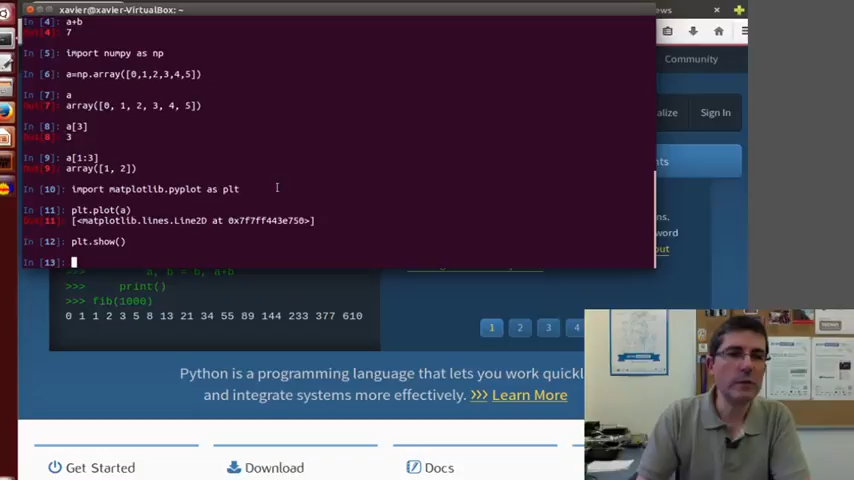 xavier@xavier-VirtualBox: ~
In [4]: a+b
Out[4]: 7
In [5]: import numpy as np
In [6]: a=np.array([0,1,2,3,4,5])
In [7]: a
Out[7]: array([0, 1, 2, 3, 4, 5])
In [8]: a[3]
Out[8]: 3
In [9]: a[1:3]
Out[9]: array([1, 2])
In [10]: import matplotlib.pyplot as plt
In [11]: plt.plot(a)
Out[11]: [<matplotlib.lines.Line2D at 0x7f7ff443e750>]
In [12]: plt.show()
In [13]:
ews
Community
alize
Sign In
nts
ns.
word
out
a, b = b, a+b
>>> print()
>>> fib(1000)
0 1 1 2 3 5 8 13 21 34 55 89 144 233 377 610
1 2 3 4
Python is a programming language that lets you work quickl
and integrate systems more effectively. >>> Learn More
Get Started
Download
Docs